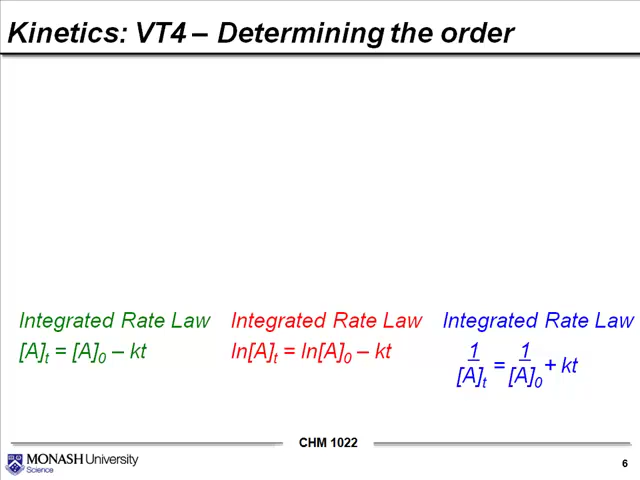 Kinetics: VT4 – Determining the order
Integrated Rate Law Integrated Rate Law Integrated Rate Law
[A]t = [A]0 – kt ln[A]t = ln[A]0 – kt 1/[A]t = 1/[A]0 + kt
CHM 1022
MONASH University
Science
6